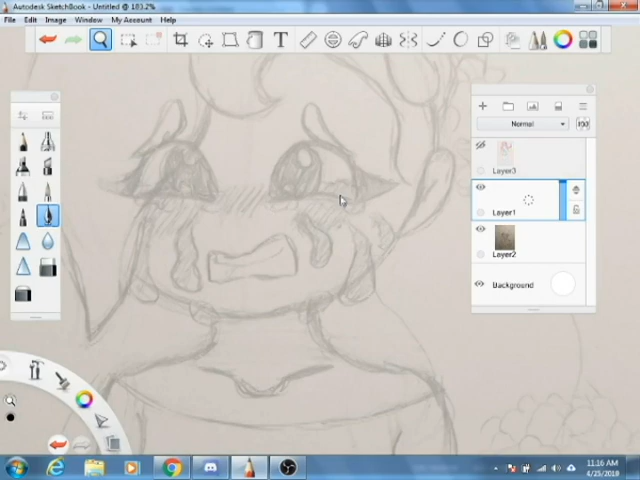 Autodesk SketchBook - Untitled @ 183.2%
File Edit Image Window My Account Help
T
Normal
Layer3
Layer1
Layer2
Background
11:16 AM
4/25/2018